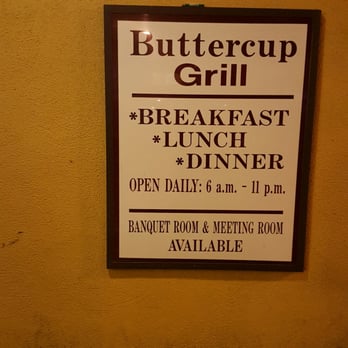 Buttercup
Grill
*BREAKFAST
*LUNCH
*DINNER
OPEN DAILY: 6 a.m. - 11 p.m.
BANQUET ROOM & MEETING ROOM
AVAILABLE